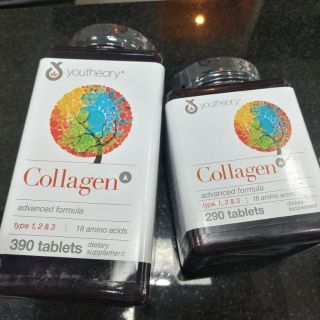 youtheory®
Collagen
advanced formula
type 1, 2 & 3 | 18 amino acids
390 tablets
dietary
supplement
youtheory®
Collagen
advanced formula
type 1, 2 & 3 | 18 amino acids
290 tablets
dietary
supplement